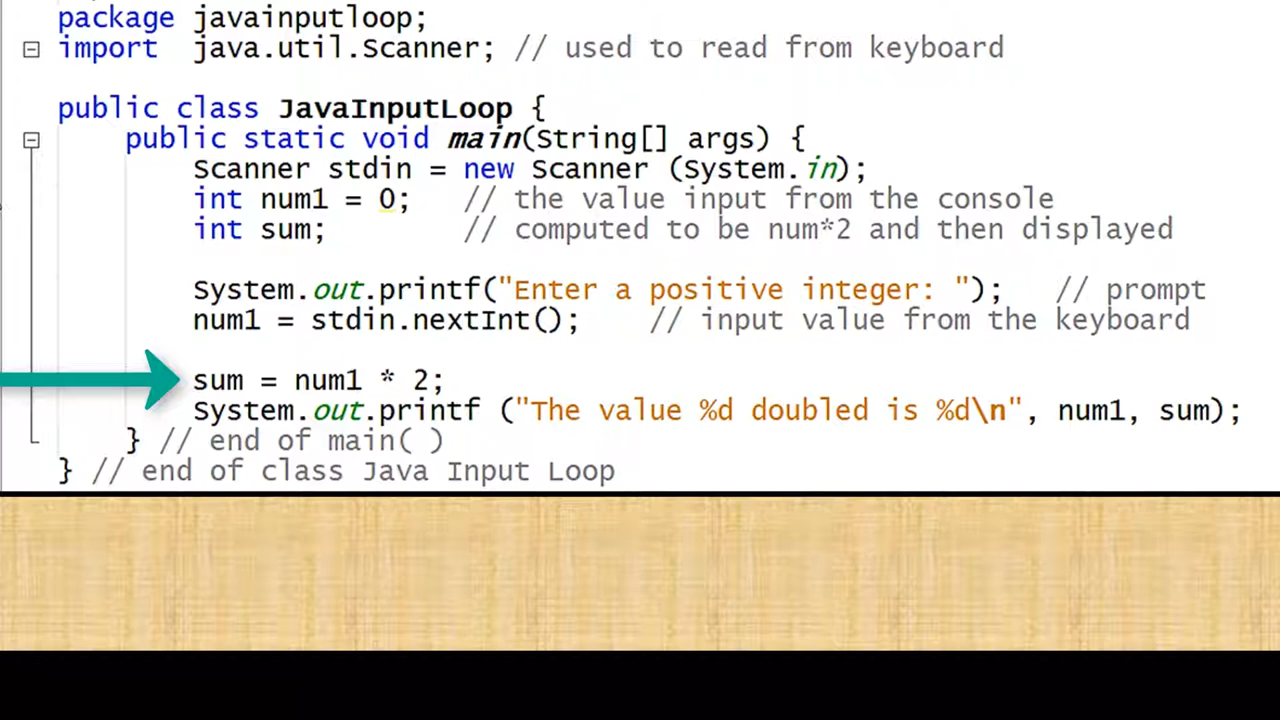 package javainputloop;
import  java.util.Scanner; // used to read from keyboard
public class JavaInputLoop {
public static void main(String[] args) {
Scanner stdin = new Scanner (System.in);
int num1 = 0;   // the value input from the console
int sum;        // computed to be num*2 and then displayed
System.out.printf("Enter a positive integer: ");   // prompt
num1 = stdin.nextInt();    // input value from the keyboard
sum = num1 * 2;
System.out.printf ("The value %d doubled is %d\n", num1, sum);
} // end of main( )
} // end of class Java Input Loop